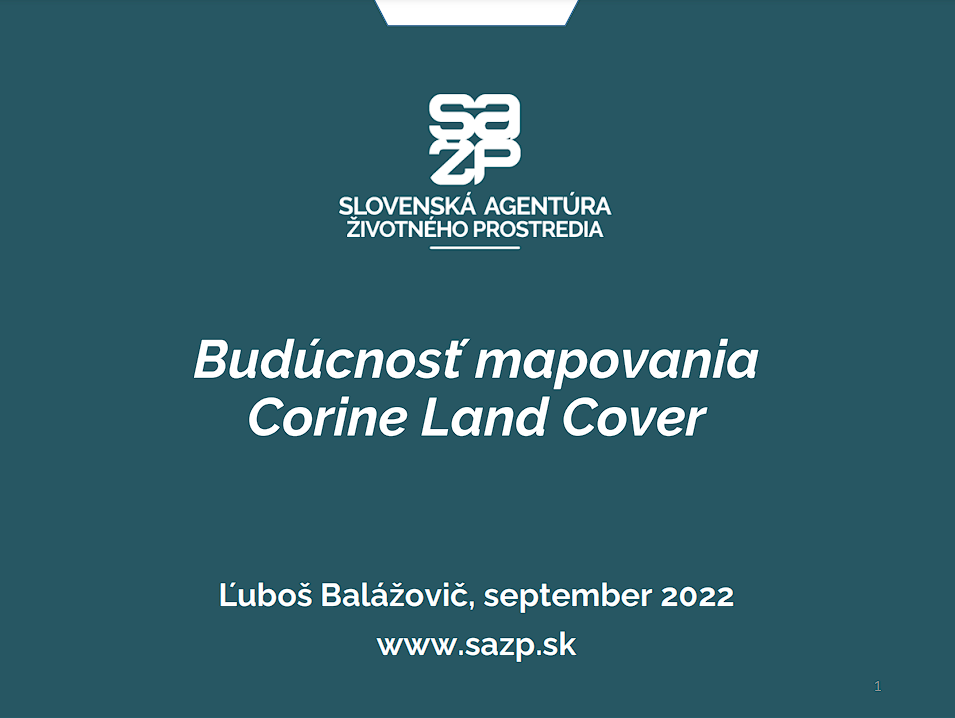 sa
zp
SLOVENSKÁ AGENTÚRA
ŽIVOTNÉHO PROSTREDIA
Budúcnosť mapovania
Corine Land Cover
Ľuboš Balážovič, september 2022
www.sazp.sk
1